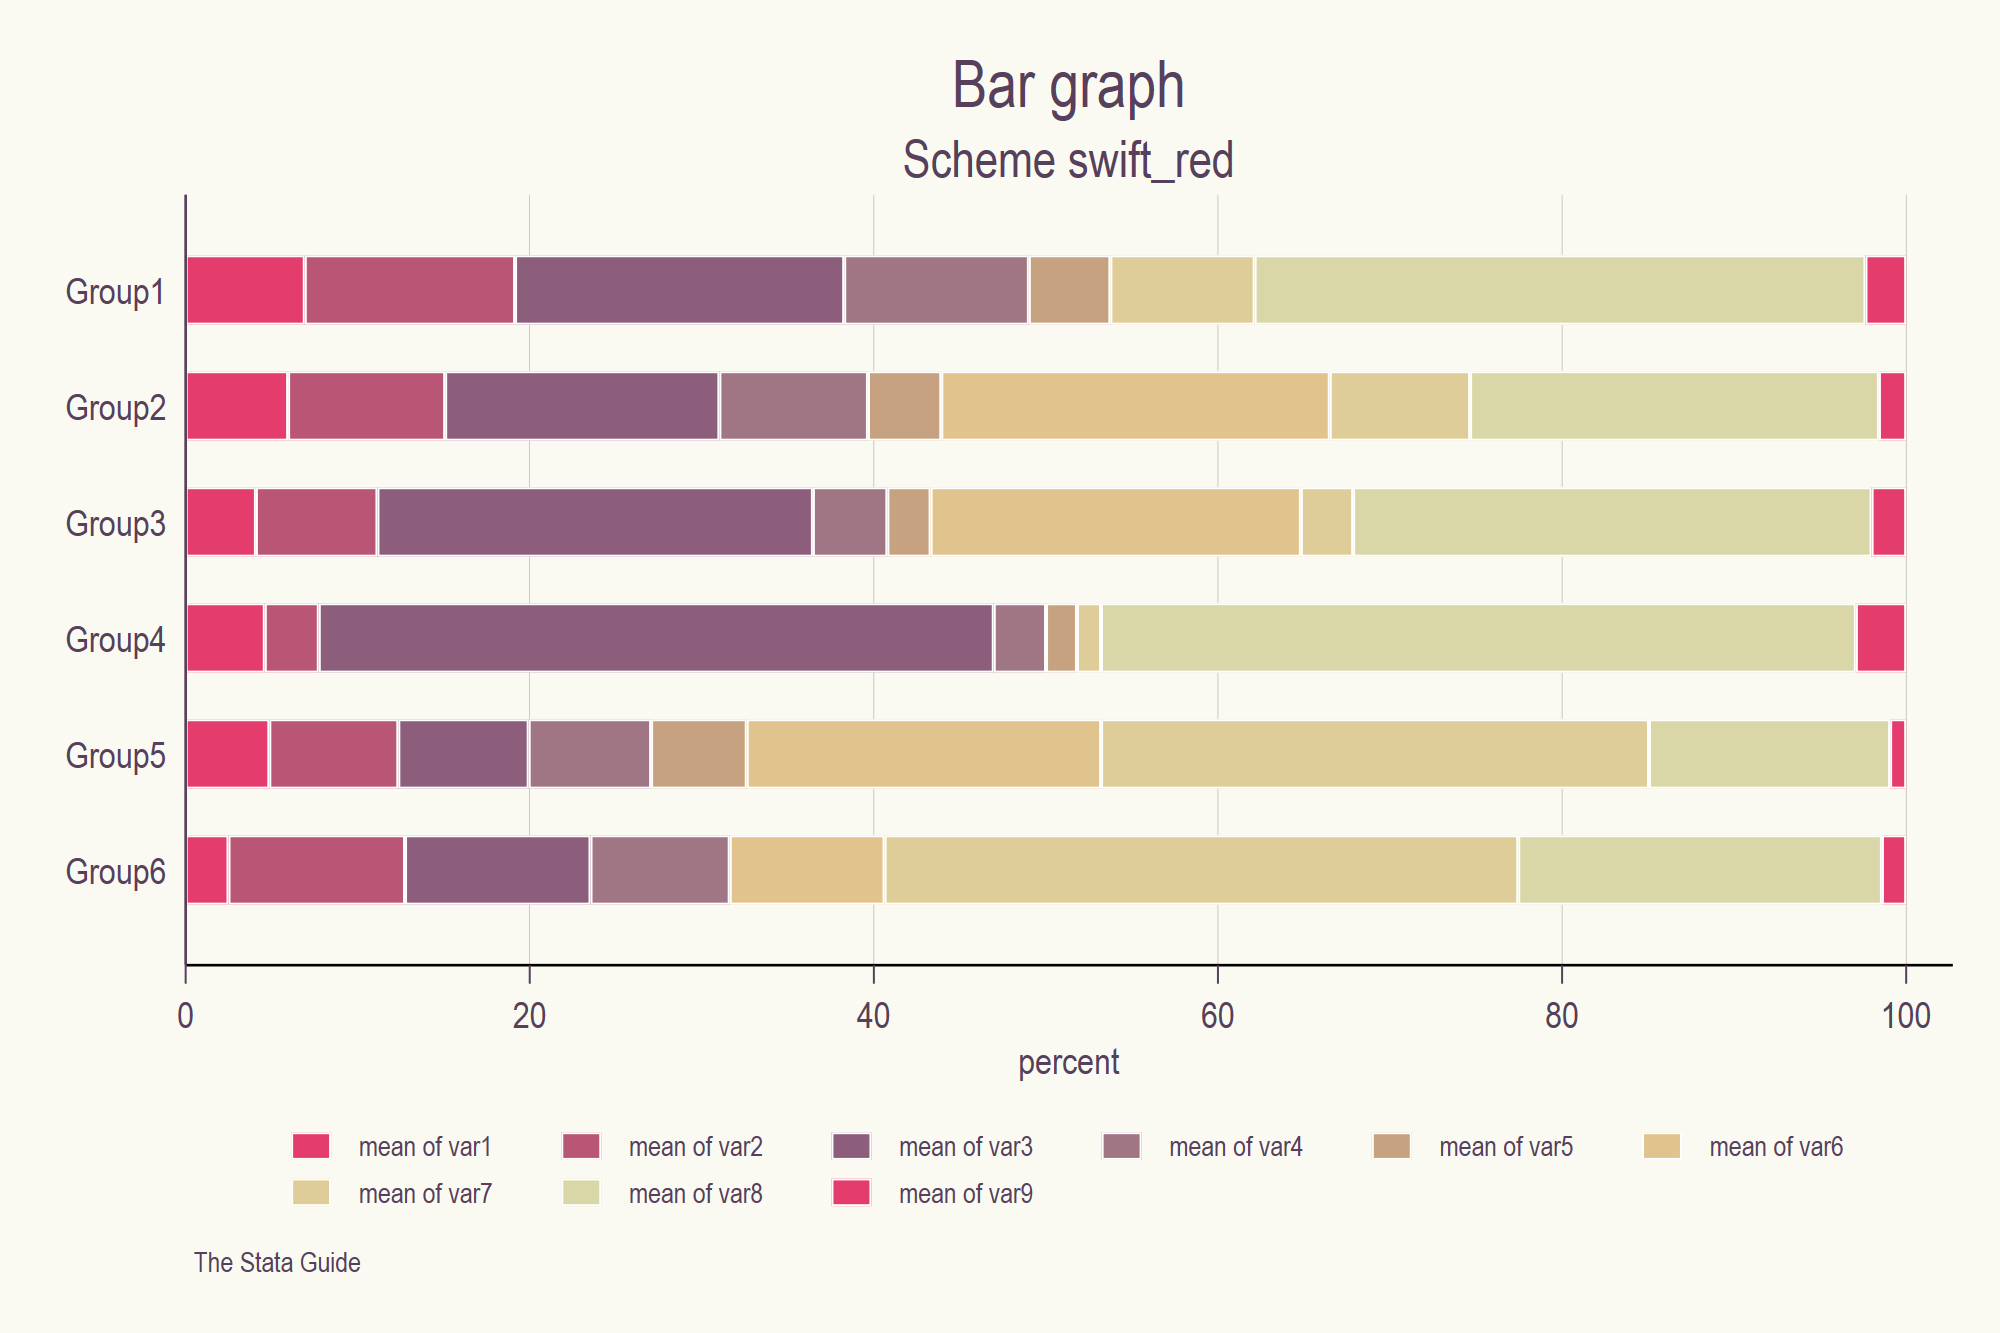 Bar graph
Scheme swift_red
Group1
Group2
Group3
Group4
Group5
Group6
0 20 40 60 80 100
percent
mean of var1 mean of var2 mean of var3 mean of var4 mean of var5 mean of var6
mean of var7 mean of var8 mean of var9
The Stata Guide